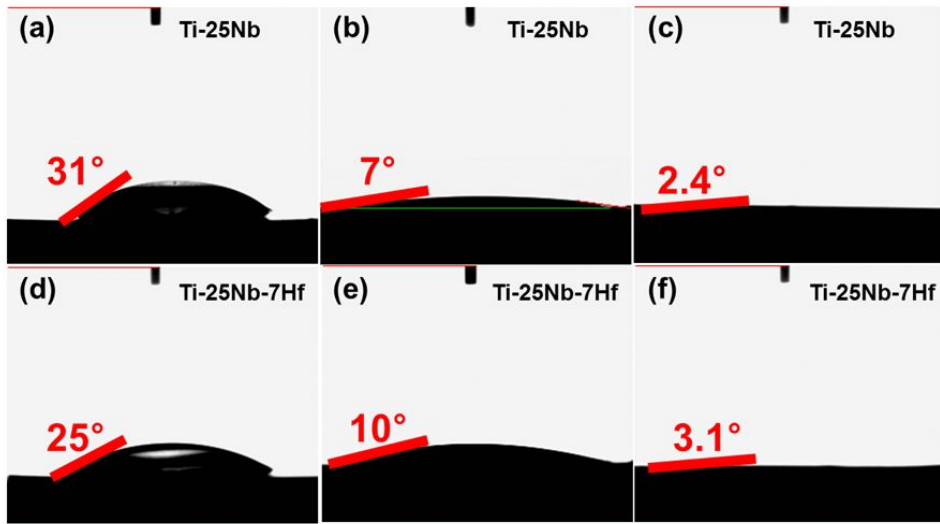 (a) Ti-25Nb
31°
(b) Ti-25Nb
7°
(c) Ti-25Nb
2.4°
(d) Ti-25Nb-7Hf
25°
(e) Ti-25Nb-7Hf
10°
(f) Ti-25Nb-7Hf
3.1°